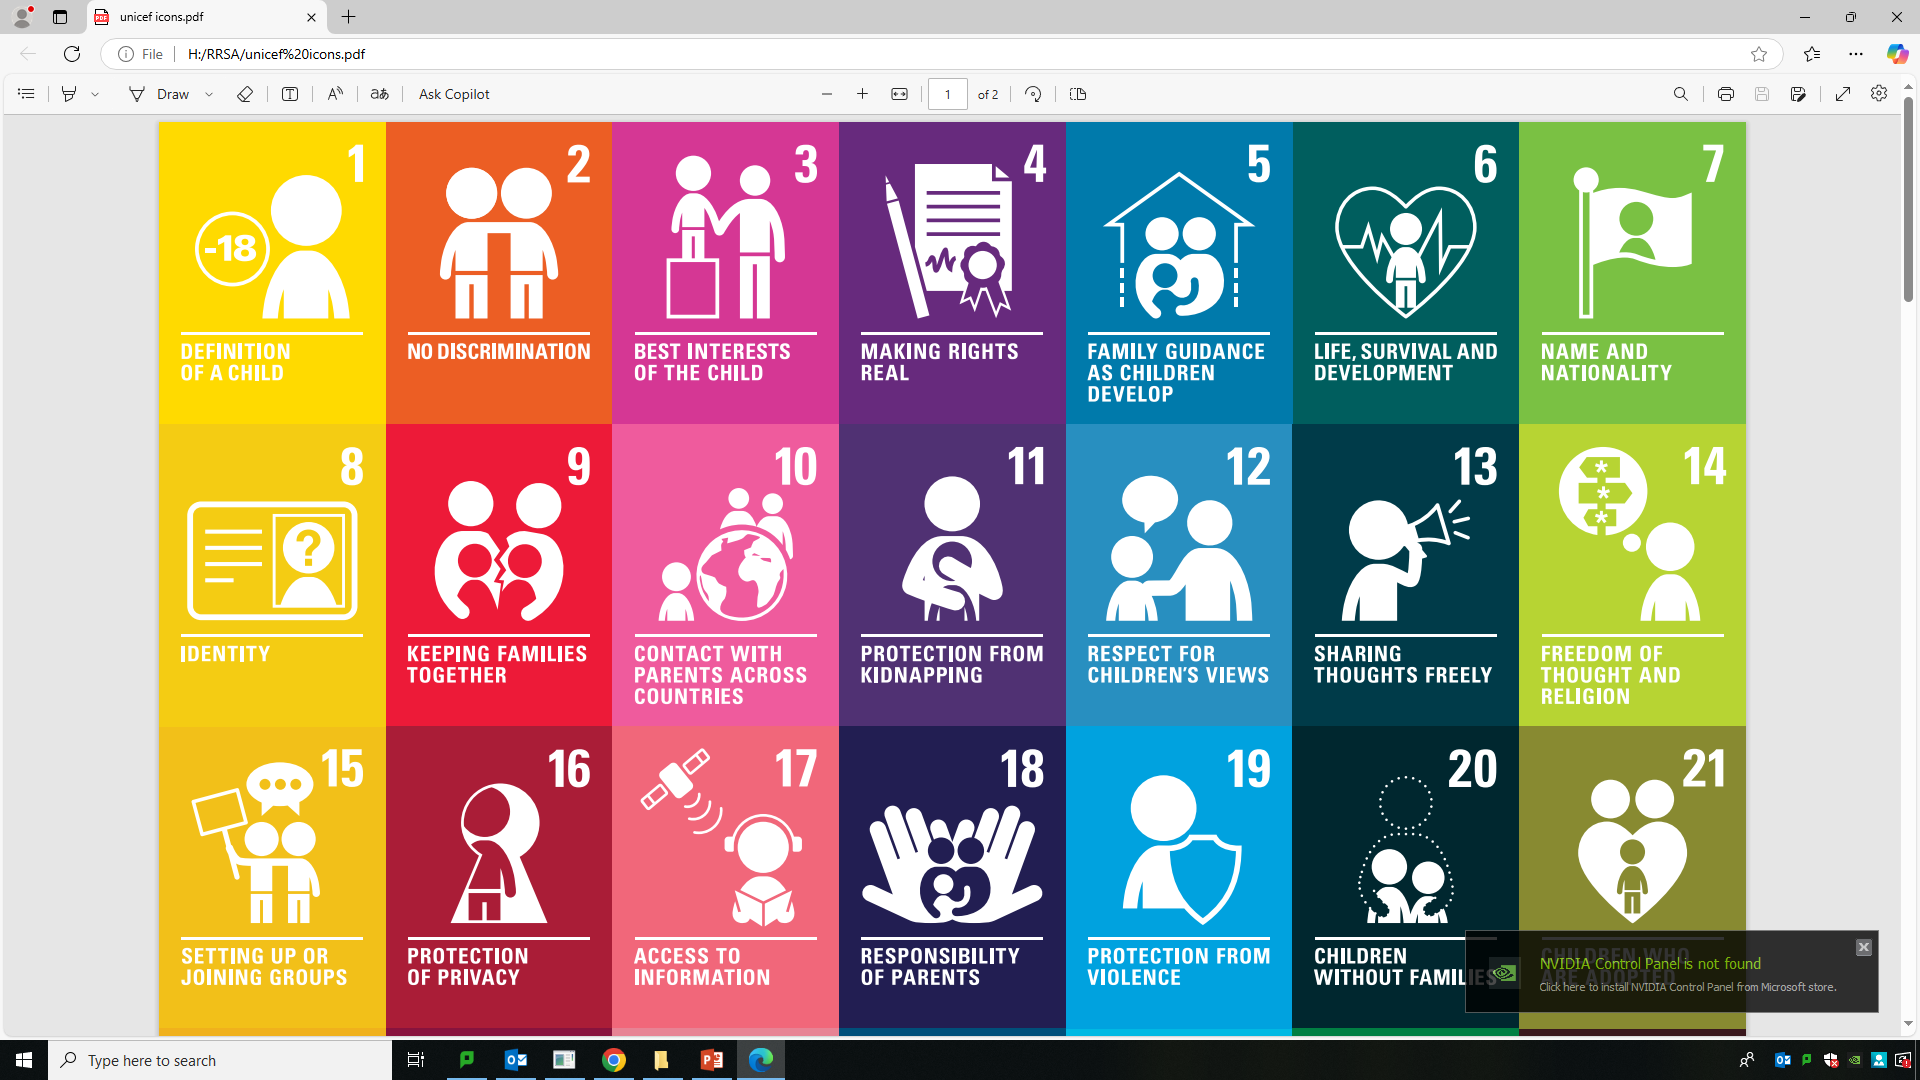 unicef icons.pdf
File
H:/RRSA/unicef%20icons.pdf
Draw
Ask Copilot
1
of 2
1
DEFINITION
OF A CHILD
2
NO DISCRIMINATION
3
BEST INTERESTS
OF THE CHILD
4
MAKING RIGHTS
REAL
5
FAMILY GUIDANCE
AS CHILDREN
DEVELOP
6
LIFE, SURVIVAL AND
DEVELOPMENT
7
NAME AND
NATIONALITY
-18
8
IDENTITY
?
9
KEEPING FAMILIES
TOGETHER
10
CONTACT WITH
PARENTS ACROSS
COUNTRIES
11
PROTECTION FROM
KIDNAPPING
12
RESPECT FOR
CHILDREN'S VIEWS
13
SHARING
THOUGHTS FREELY
14
FREEDOM OF
THOUGHT AND
RELIGION
15
SETTING UP OR
JOINING GROUPS
16
PROTECTION
OF PRIVACY
17
ACCESS TO
INFORMATION
18
RESPONSIBILITY
OF PARENTS
19
PROTECTION FROM
VIOLENCE
20
CHILDREN
WITHOUT FAMILIES
21
CHILDREN WHO
ARE ADOPTED
NVIDIA Control Panel is not found
Click here to install NVIDIA Control Panel from Microsoft store.
Type here to search